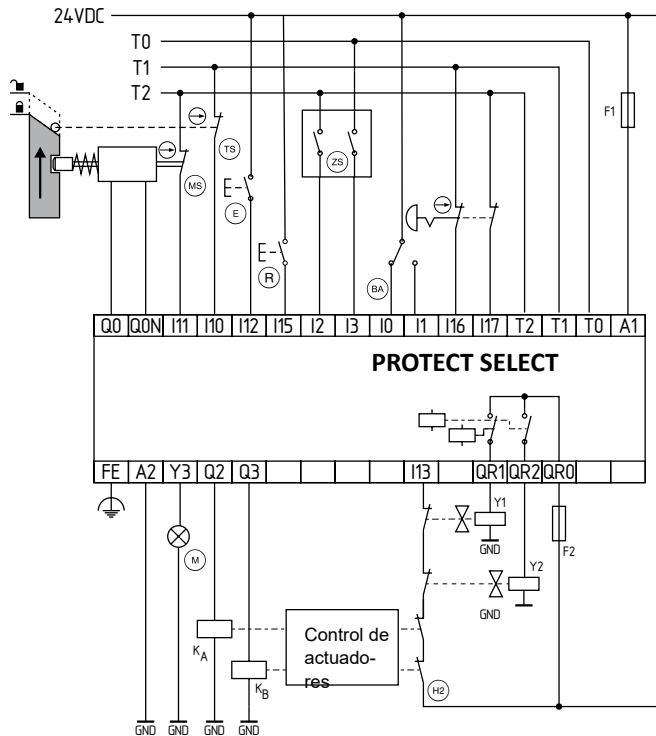 24VDC
T0
T1
T2
F1
TS
MS
ZS
E
R
BA
Q0 Q0N I11 I10 I12 I15 I2 I3 I0 I1 I16 I17 T2 T1 T0 A1
PROTECT SELECT
FE A2 Y3 Q2 Q3 I13 QR1 QR2 QR0
Y1
GND
F2
M
Y2
GND
KA
Control de
actuado-
res
KB
H2
GND GND GND GND